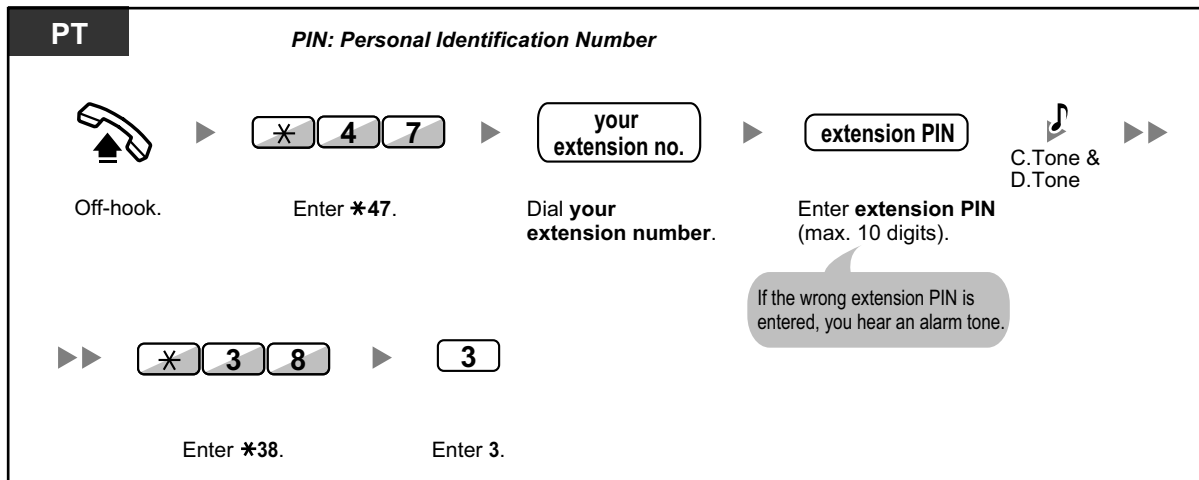 PT
PIN: Personal Identification Number
* 4 7
your
extension no.
extension PIN
C.Tone &
D.Tone
Off-hook.
Enter *47.
Dial your
extension number.
Enter extension PIN
(max. 10 digits).
If the wrong extension PIN is
entered, you hear an alarm tone.
* 3 8
3
Enter *38.
Enter 3.